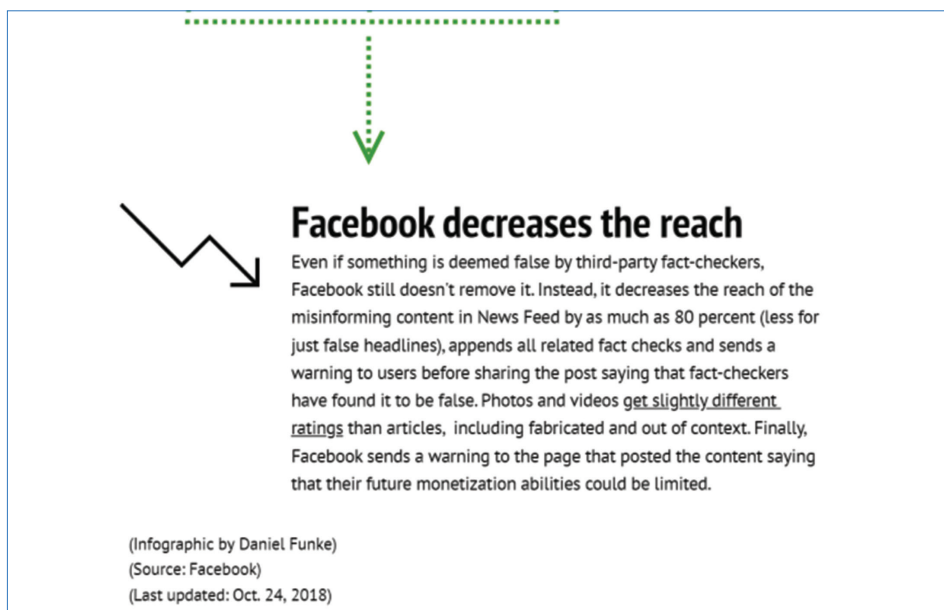 Facebook decreases the reach
Even if something is deemed false by third-party fact-checkers,
Facebook still doesn't remove it. Instead, it decreases the reach of the
misinforming content in News Feed by as much as 80 percent (less for
just false headlines), appends all related fact checks and sends a
warning to users before sharing the post saying that fact-checkers
have found it to be false. Photos and videos get slightly different
ratings than articles, including fabricated and out of context. Finally,
Facebook sends a warning to the page that posted the content saying
that their future monetization abilities could be limited.
(Infographic by Daniel Funke)
(Source: Facebook)
(Last updated: Oct. 24, 2018)